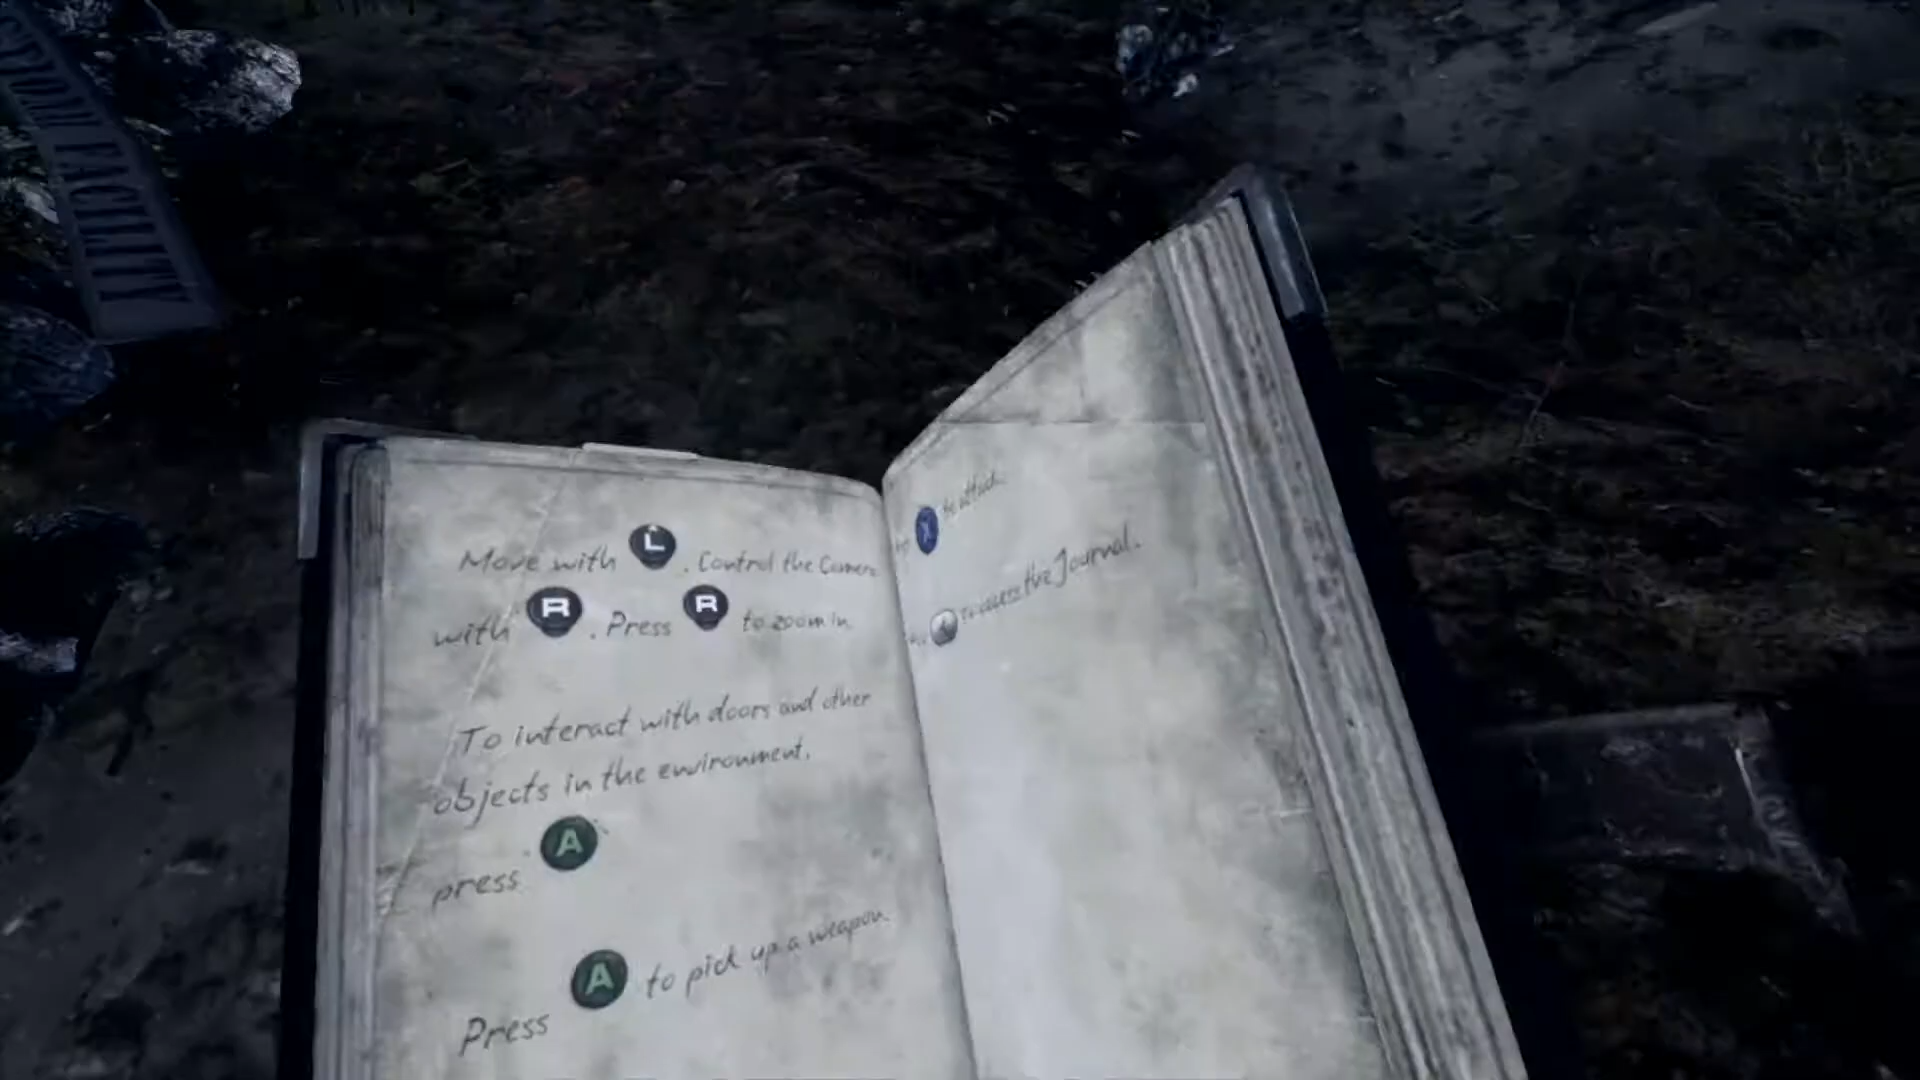 FACILITY
Move with L . Control the Camera
with R . Press R to zoom in.
To interact with doors and other
objects in the environment,
press A
Press A to pick up a weapon.
X to attack.
to access the Journal.